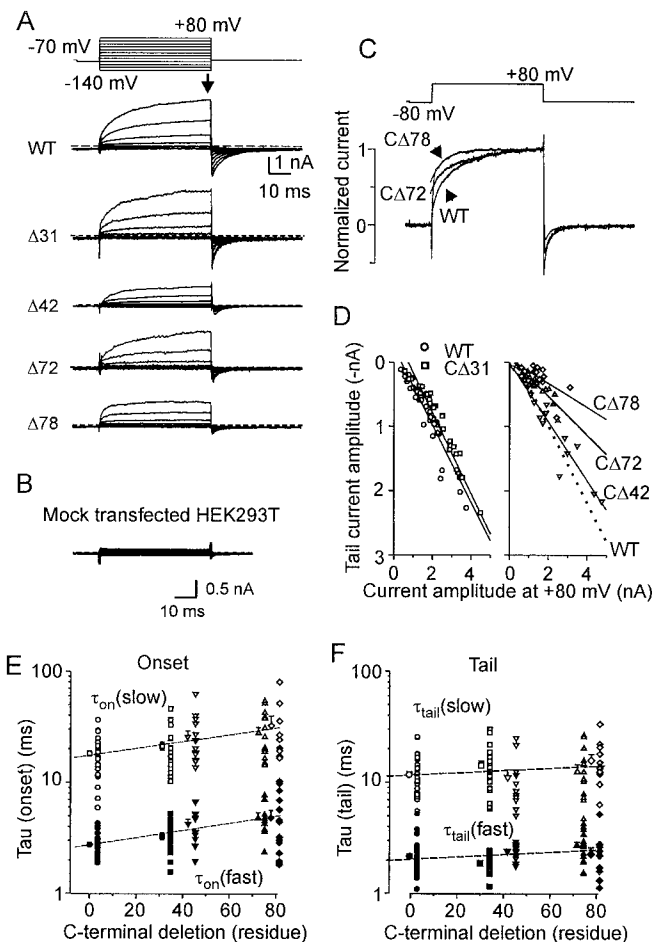 A
+80 mV
-70 mV
-140 mV
WT
1 nA
10 ms
Δ31
Δ42
Δ72
Δ78
B
Mock transfected HEK293T
0.5 nA
10 ms
C
+80 mV
-80 mV
Normalized current
1
0
CΔ78
CΔ72
WT
D
Tail current amplitude (-nA)
0
1
2
3
WT
CΔ31
0 2 4
CΔ78
CΔ72
CΔ42
WT
0 2 4
Current amplitude at +80 mV (nA)
E
Onset
Tau (onset) (ms)
100
10
1
τon(slow)
τon(fast)
0 20 40 60 80
C-terminal deletion (residue)
F
Tail
Tau (tail) (ms)
100
10
1
τtail(slow)
τtail(fast)
0 20 40 60 80
C-terminal deletion (residue)